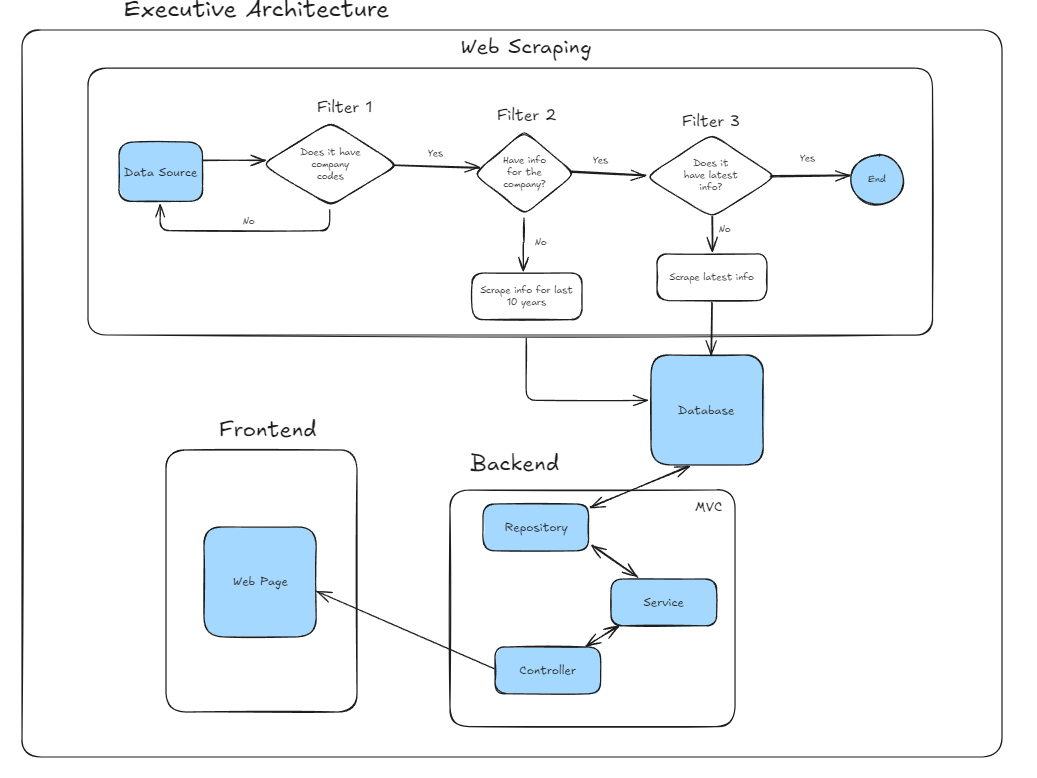 Executive Architecture
Web Scraping
Filter 1
Filter 2
Filter 3
Data Source
Does it have
company
codes
Yes
Have info
for the
company?
Yes
Does it
have latest
info?
Yes
End
No
No
No
Scrape info for last
10 years
Scrape latest info
Database
Frontend
Web Page
Backend
MVC
Repository
Service
Controller